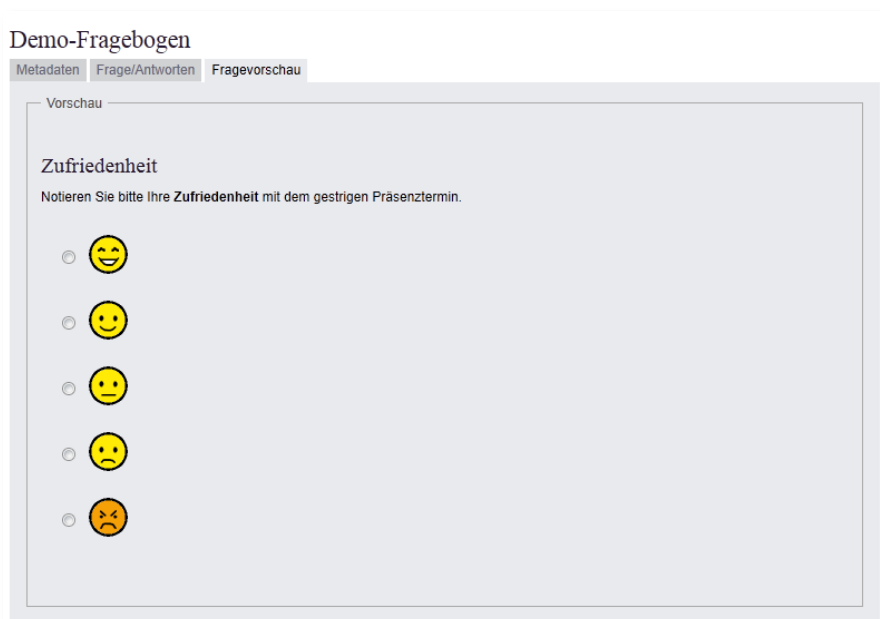 Demo-Fragebogen
Metadaten Frage/Antworten Fragevorschau
Vorschau
Zufriedenheit
Notieren Sie bitte Ihre Zufriedenheit mit dem gestrigen Präsenztermin.